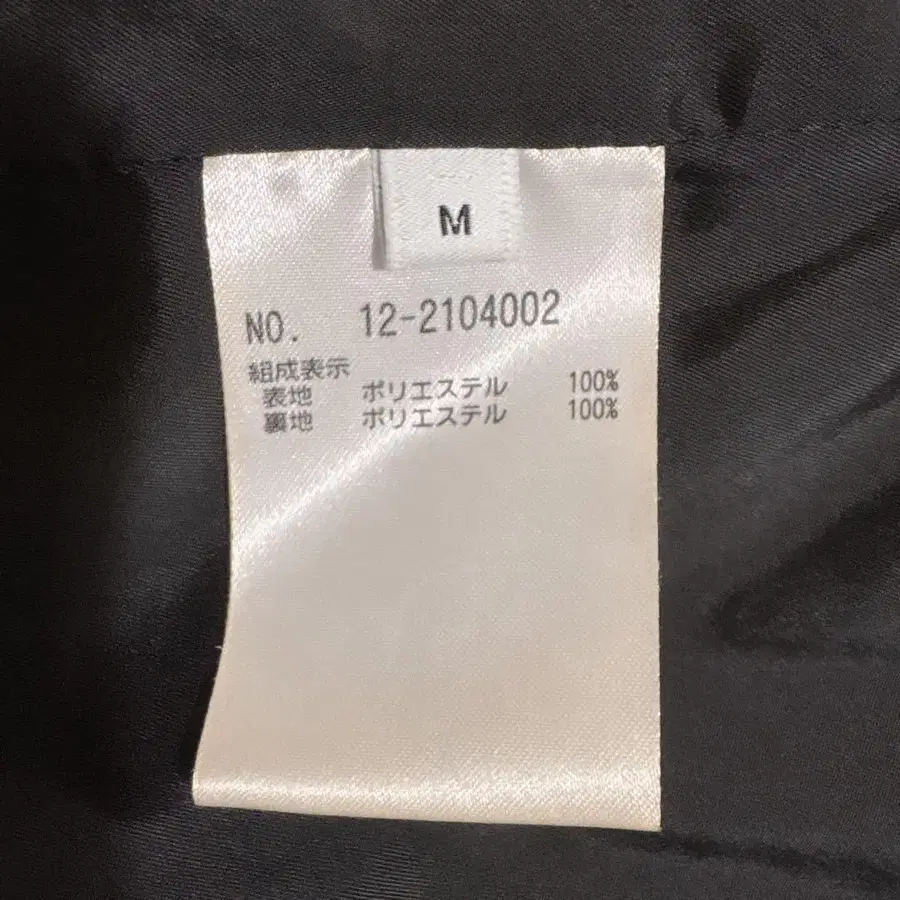 M
NO. 12-2104002
組成表示
表地 ポリエステル 100%
裏地 ポリエステル 100%